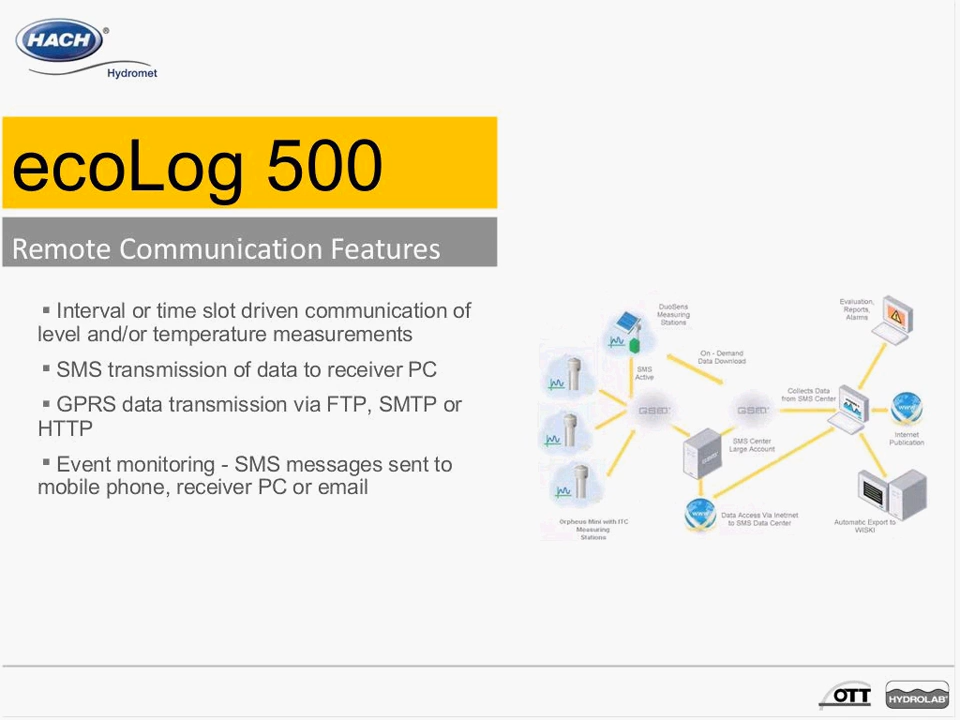 HACH®
Hydromet
ecoLog 500
Remote Communication Features
▪ Interval or time slot driven communication of
level and/or temperature measurements
▪ SMS transmission of data to receiver PC
▪ GPRS data transmission via FTP, SMTP or
HTTP
▪ Event monitoring - SMS messages sent to
mobile phone, receiver PC or email
DuoSens
Measuring
Stations
Evaluation,
Reports,
Alarms
On - Demand
Data Download
SMS
Active
Collects Data
from SMS Center
GSM
GSM
SMS Center
Large Account
www
Internet
Publication
www
Data Access Via Inetrnet
to SMS Data Center
Orpheus Mini with ITC
Measuring
Stations
Automatic Export to
WISKI
OTT
HYDROLAB